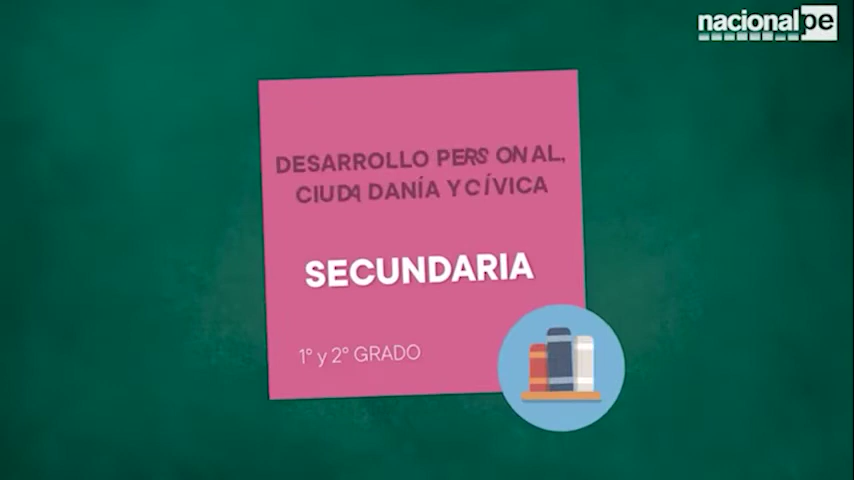 nacionalpe
DESARROLLO PERSONAL,
CIUDADANÍA Y CÍVICA
SECUNDARIA
1° y 2° GRADO